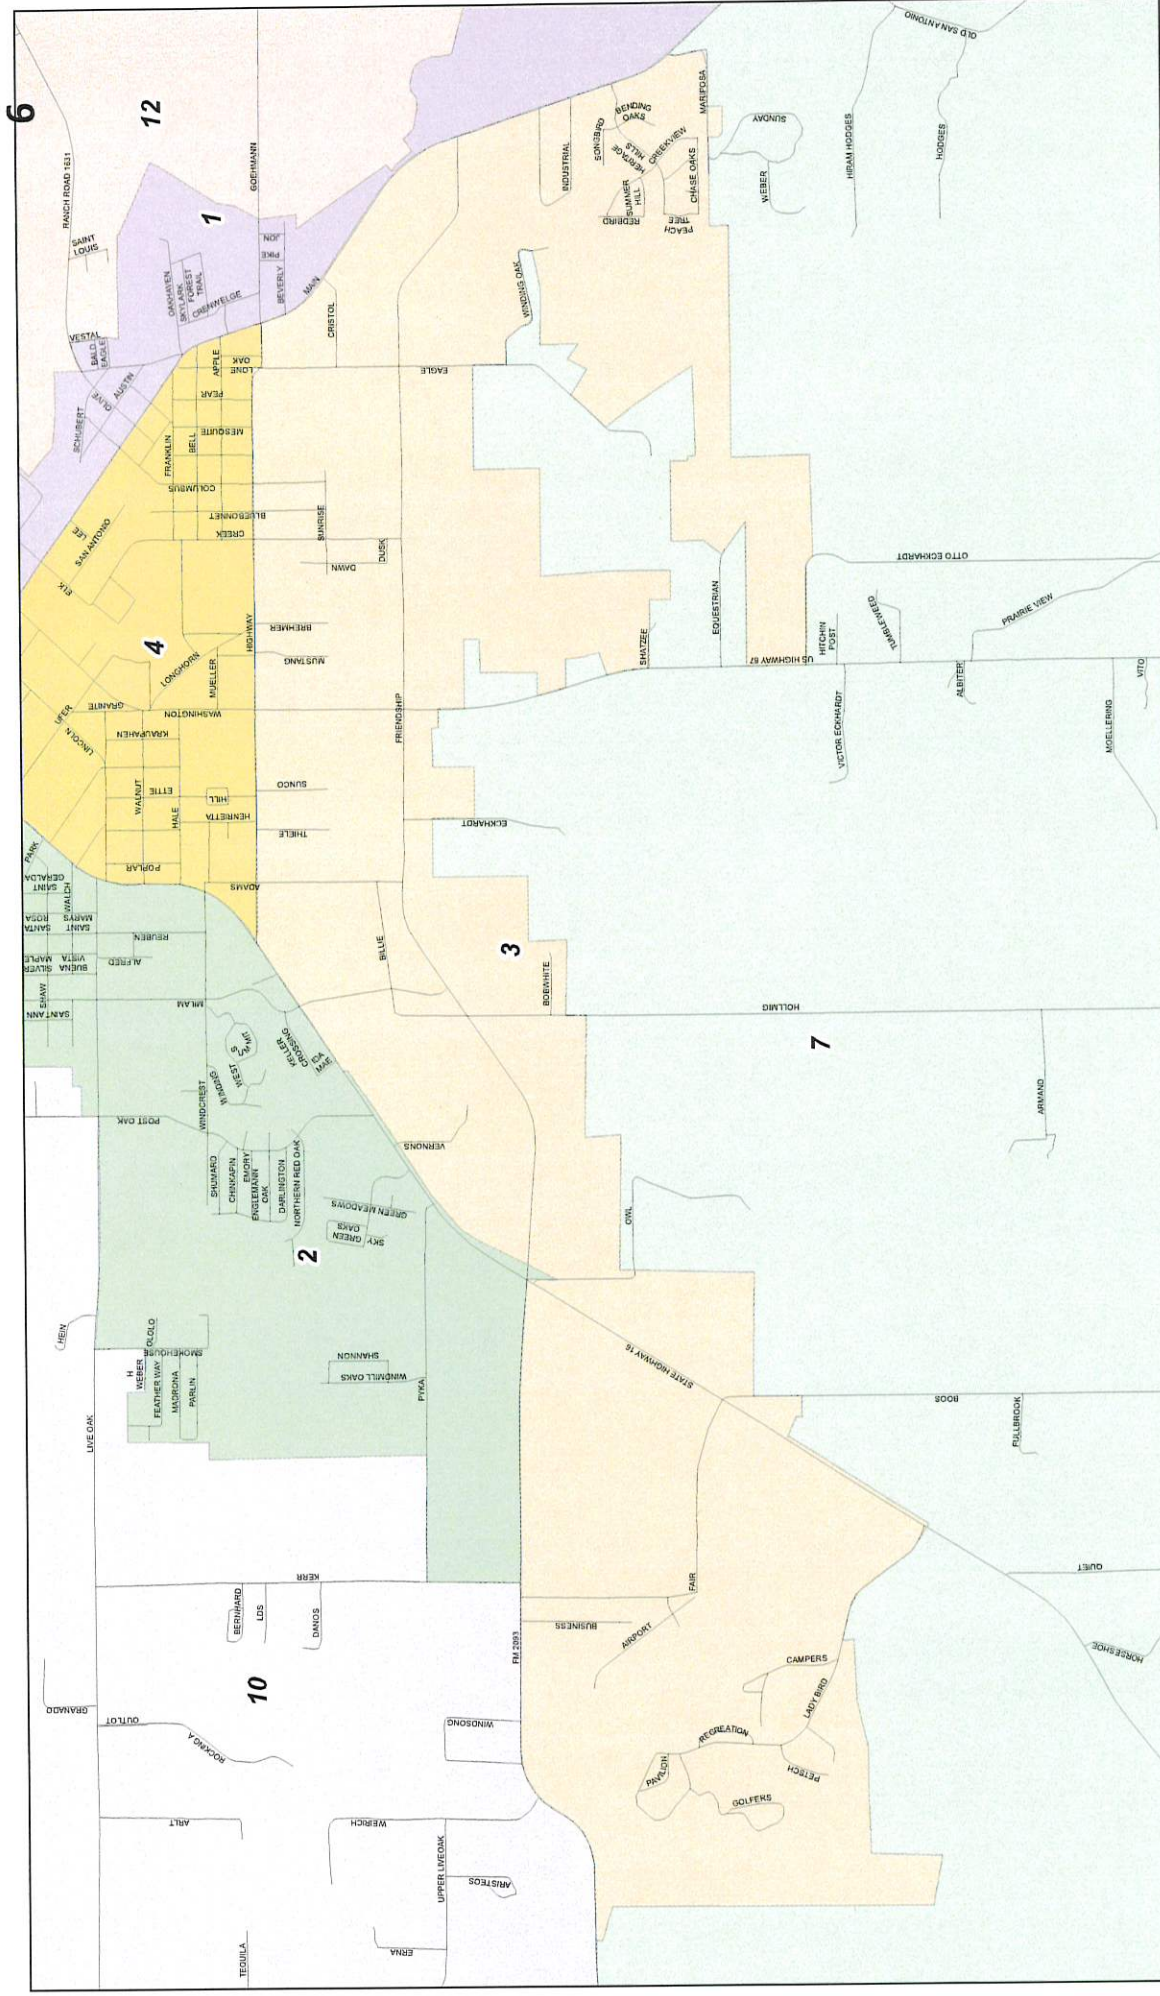 6
12
RANCH ROAD 1631
GOEHMANN
SAINT
LOUIS
1
JON
PIKE
BEVERLY
MAIN
OAKHAVEN
SKYLARK
FOREST
TRAIL
CRENWELGE
VESTAL
BALD
EAGLE
AUSTIN
OLIVE
SCHUBERT
CRISTOL
APPLE
LONE
OAK
PEAR
MESQUITE
FRANKLIN
BELL
COLUMBUS
BLUEBONNET
CREEK
LEE
SAN ANTONIO
ELK
4
LONGHORN
MUELLER
HIGHWAY
WASHINGTON
GRANITE
UFER
LINCOLN
KRAUPAHEN
WALNUT
ETTIE
HALE
HILL
HENRIETTA
POPLAR
ADAMS
SUNRISE
DAWN
DUSK
BREHMER
MUSTANG
SUNCO
THIELE
FRIENDSHIP
EAGLE
WINDING OAK
INDUSTRIAL
SONGBIRD
BENDING
OAKS
HERITAGE
HILLS
CREEKVIEW
SUMMER
HILL
REDBIRD
PEACH
TREE
CHASE OAKS
MARIPOSA
SUNDAY
WEBER
HIRAM HODGES
HODGES
OLD SAN ANTONIO
SHATZEE
EQUESTRIAN
US HIGHWAY 87
HITCHIN
POST
TUMBLEWEED
OTTO ECKHARDT
PRAIRIE VIEW
ALBITER
VITO
MOELLERING
VICTOR ECKHARDT
ECKHARDT
PARK
SAINT
GERALDA
WALCH
SANTA
ROSA
SAINT
MARYS
REUBEN
SILVER
MAPLE
BUENA
VISTA
ALFRED
SHAW
SAINT ANN
MILAM
BILLIE
3
BOBWHITE
HOLLMIG
7
ARMAND
KELLER
CROSSING
IDA
MAE
WEST
SUMMIT
WINDING
WINDCREST
POST OAK
SHUMARD
CHINKAPIN
EMORY
ENGLEMANN
OAK
DARLINGTON
NORTHERN RED OAK
VERNONS
GREEN MEADOWS
GREEN
OAKS
SKY
2
OWL
HEIN
OLOLO
SMOKEHOUSE
H
WEBER
FEATHER WAY
MADRONA
PARLIN
SHANNON
WINDMILL OAKS
PYKA
LIVE OAK
STATE HIGHWAY 16
BOOS
FULLBROOK
KERR
BERNHARD
LDS
DANOS
10
FM 2093
BUSINESS
FAIR
AIRPORT
QUIET
HORSESHOE
GRANADO
OUTLOT
ROCKING A
WINDSONG
CAMPERS
LADY BIRD
RECREATION
PAVILION
PETSCH
GOLFERS
ARLT
WERICH
UPPER LIVEOAK
ARISTEOS
ERNA
TEQUILA